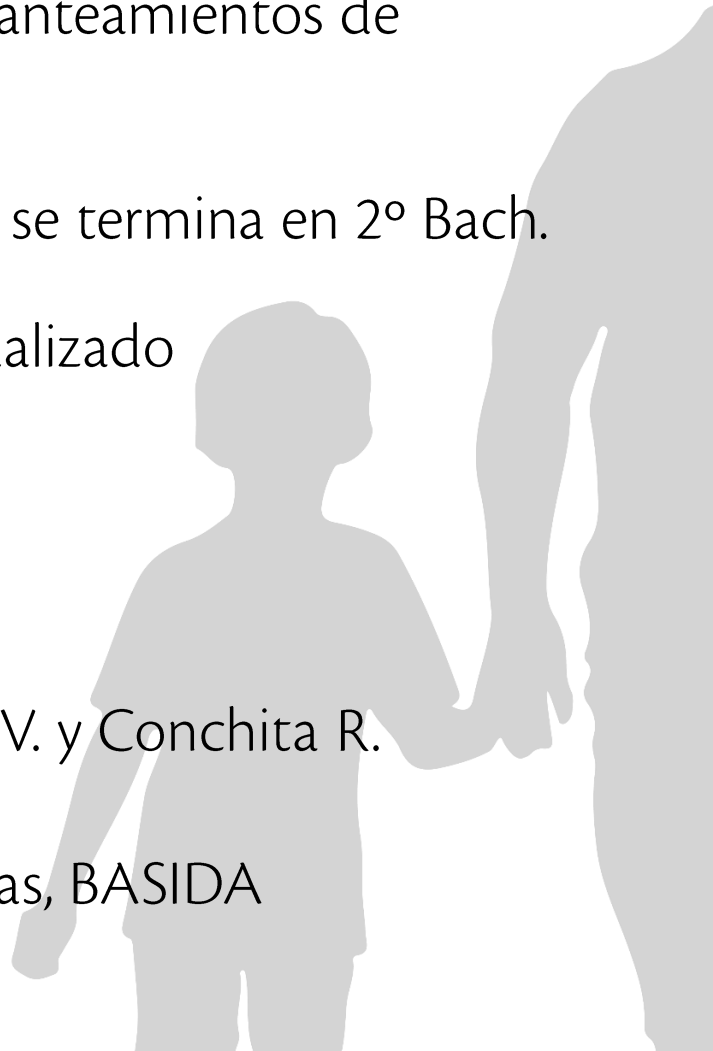 anteamientos de
se termina en 2º Bach.
alizado
V. y Conchita R.
as, BASIDA